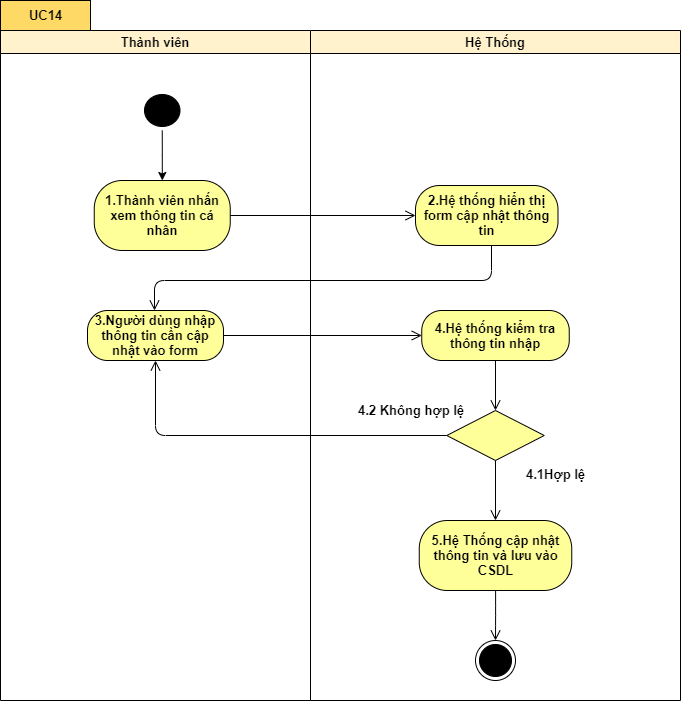 UC14
Thành viên
Hệ Thống
1.Thành viên nhấn
xem thông tin cá
nhân
2.Hệ thống hiển thị
form cập nhật thông
tin
3.Người dùng nhập
thông tin cần cập
nhật vào form
4.Hệ thống kiểm tra
thông tin nhập
4.2 Không hợp lệ
4.1Hợp lệ
5.Hệ Thống cập nhật
thông tin và lưu vào
CSDL